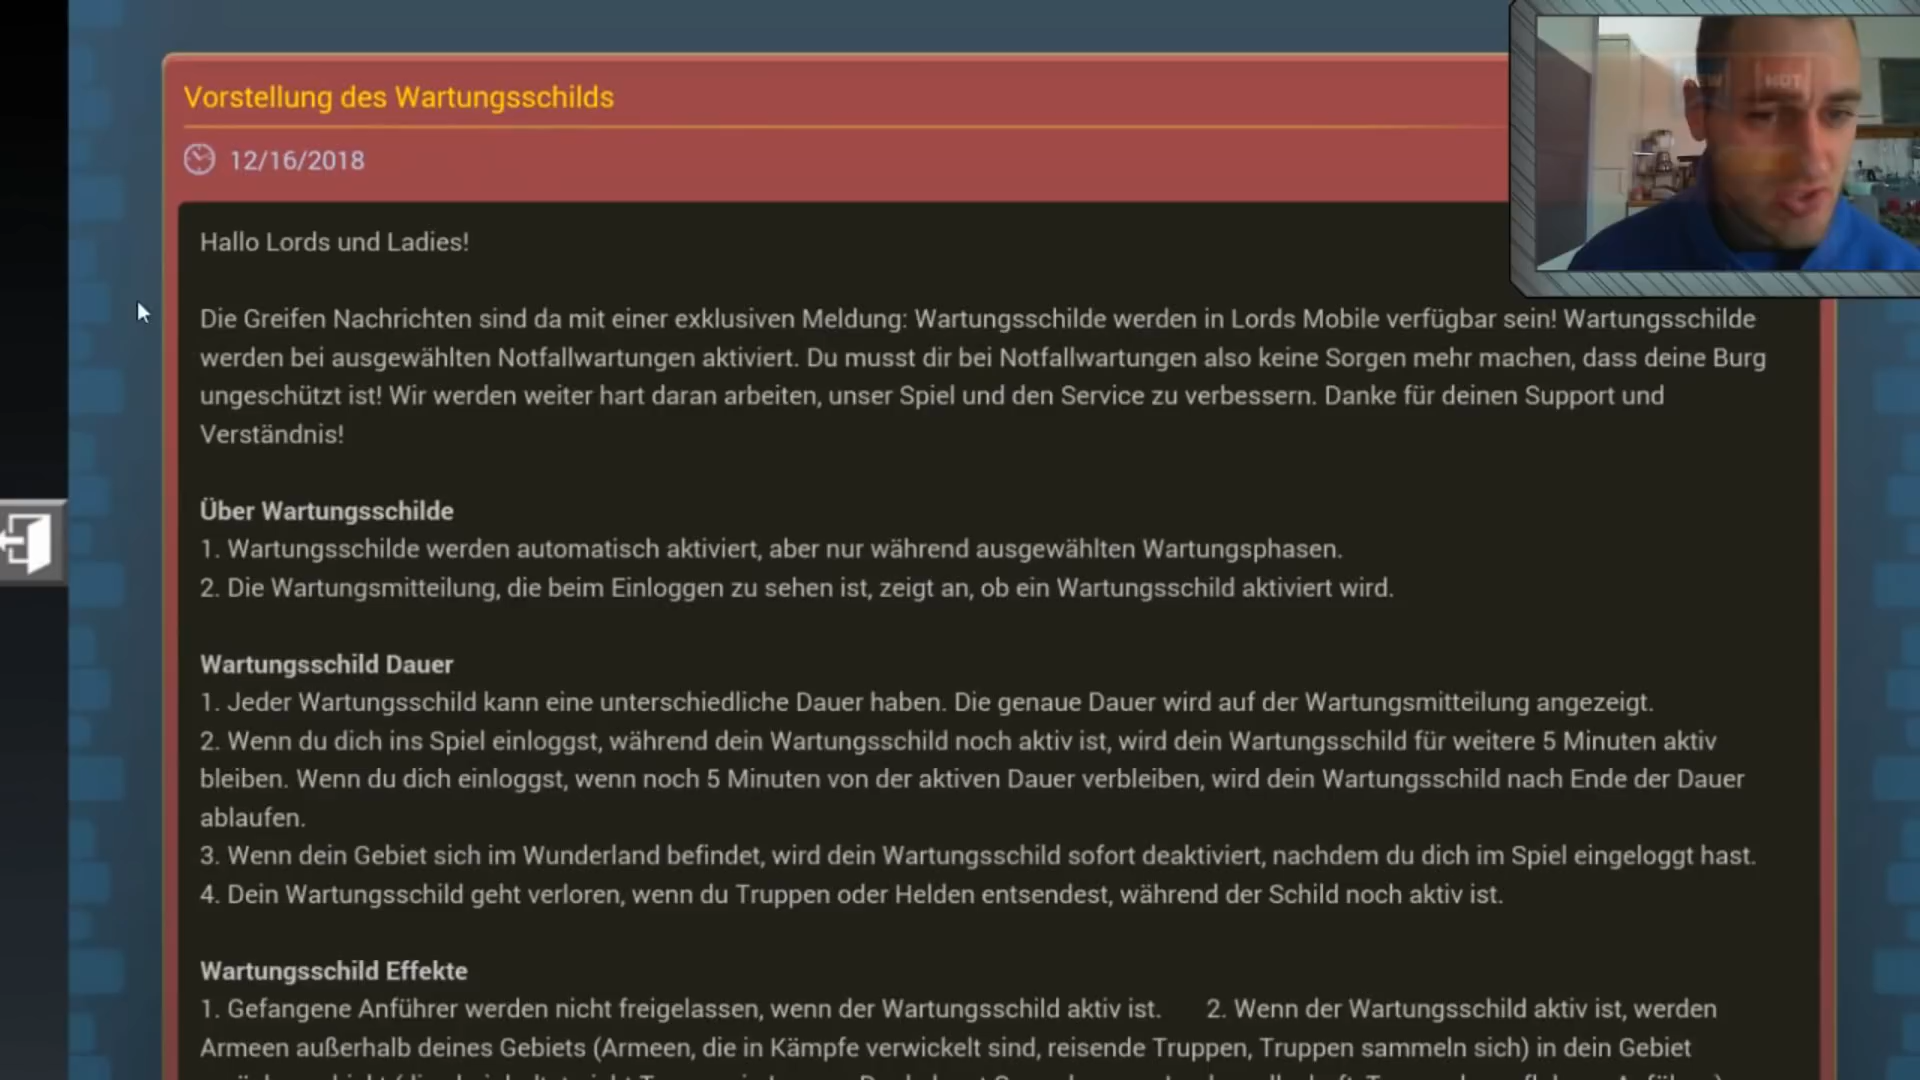 Vorstellung des Wartungsschilds
12/16/2018
HOT
Hallo Lords und Ladies!
Die Greifen Nachrichten sind da mit einer exklusiven Meldung: Wartungsschilde werden in Lords Mobile verfügbar sein! Wartungsschilde
werden bei ausgewählten Notfallwartungen aktiviert. Du musst dir bei Notfallwartungen also keine Sorgen mehr machen, dass deine Burg
ungeschützt ist! Wir werden weiter hart daran arbeiten, unser Spiel und den Service zu verbessern. Danke für deinen Support und
Verständnis!
Über Wartungsschilde
1. Wartungsschilde werden automatisch aktiviert, aber nur während ausgewählten Wartungsphasen.
2. Die Wartungsmitteilung, die beim Einloggen zu sehen ist, zeigt an, ob ein Wartungsschild aktiviert wird.
Wartungsschild Dauer
1. Jeder Wartungsschild kann eine unterschiedliche Dauer haben. Die genaue Dauer wird auf der Wartungsmitteilung angezeigt.
2. Wenn du dich ins Spiel einloggst, während dein Wartungsschild noch aktiv ist, wird dein Wartungsschild für weitere 5 Minuten aktiv
bleiben. Wenn du dich einloggst, wenn noch 5 Minuten von der aktiven Dauer verbleiben, wird dein Wartungsschild nach Ende der Dauer
ablaufen.
3. Wenn dein Gebiet sich im Wunderland befindet, wird dein Wartungsschild sofort deaktiviert, nachdem du dich im Spiel eingeloggt hast.
4. Dein Wartungsschild geht verloren, wenn du Truppen oder Helden entsendest, während der Schild noch aktiv ist.
Wartungsschild Effekte
1. Gefangene Anführer werden nicht freigelassen, wenn der Wartungsschild aktiv ist. 2. Wenn der Wartungsschild aktiv ist, werden
Armeen außerhalb deines Gebiets (Armeen, die in Kämpfe verwickelt sind, reisende Truppen, Truppen sammeln sich) in dein Gebiet